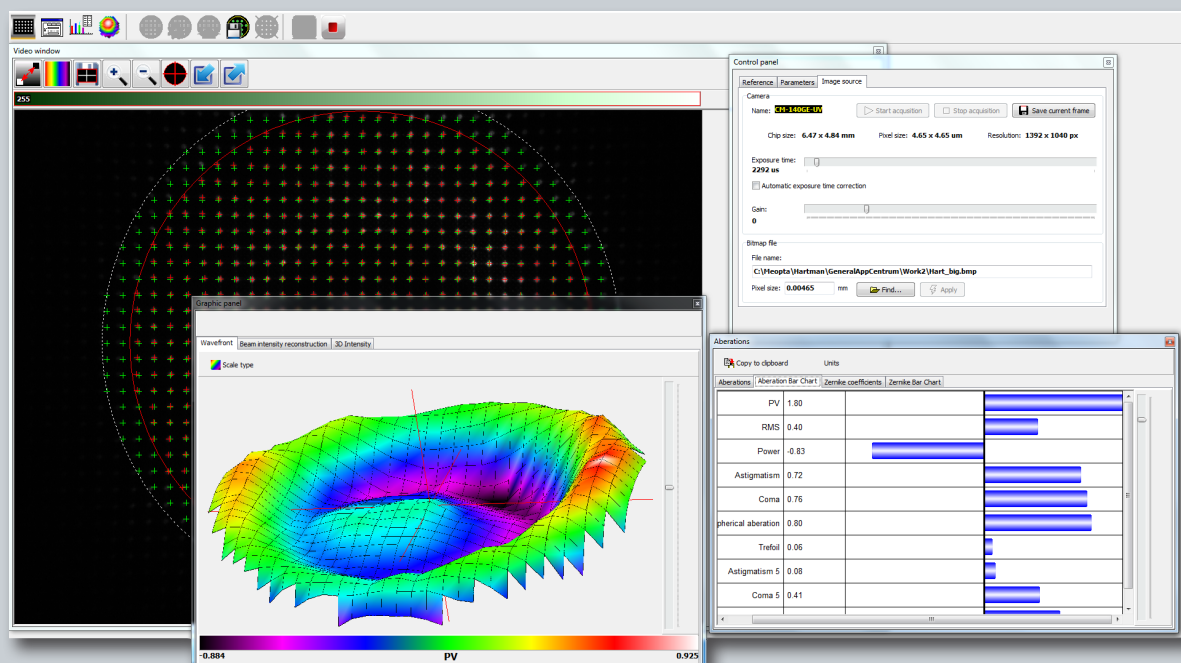 Video window
255
Control panel
Reference Parameters Image source
Camera
Name: CM-140GE-UV Start acquisition Stop acquisition Save current frame
Chip size: 6.47 x 4.84 mm Pixel size: 4.65 x 4.65 um Resolution: 1392 x 1040 px
Exposure time:
2292 us
Automatic exposure time correction
Gain:
0
Bitmap file
File name:
C:\Meopta\Hartman\GeneralAppCentrum\Work2\Hart_big.bmp
Pixel size: 0.00465 mm Find... Apply
Graphic panel
Wavefront Beam intensity reconstruction 3D Intensity
Scale type
-0.884 PV 0.925
Aberations
Copy to clipboard Units
Aberations Aberation Bar Chart Zernike coefficients Zernike Bar Chart
PV 1.80
RMS 0.40
Power -0.83
Astigmatism 0.72
Coma 0.76
pherical aberation 0.80
Trefoil 0.06
Astigmatism 5 0.08
Coma 5 0.41